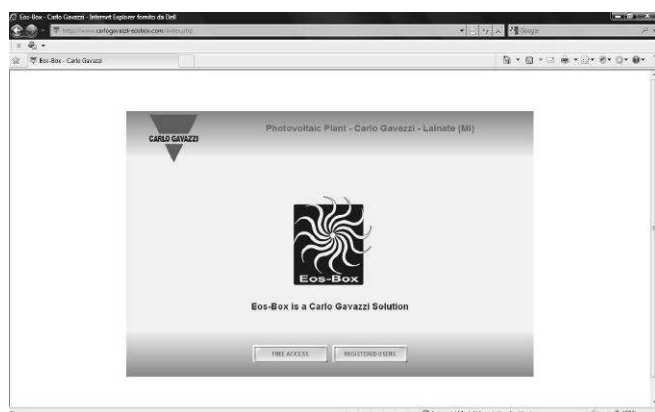 Eos-Box - Carlo Gavazzi - Internet Explorer fornito da Dell
http://www.carlogavazzi-eosbox.com/index.php
Google
Eos-Box - Carlo Gavazzi
CARLO GAVAZZI
Photovoltaic Plant - Carlo Gavazzi - Lainate (MI)
Eos-Box
Eos-Box is a Carlo Gavazzi Solution
FREE ACCESS
REGISTERED USERS